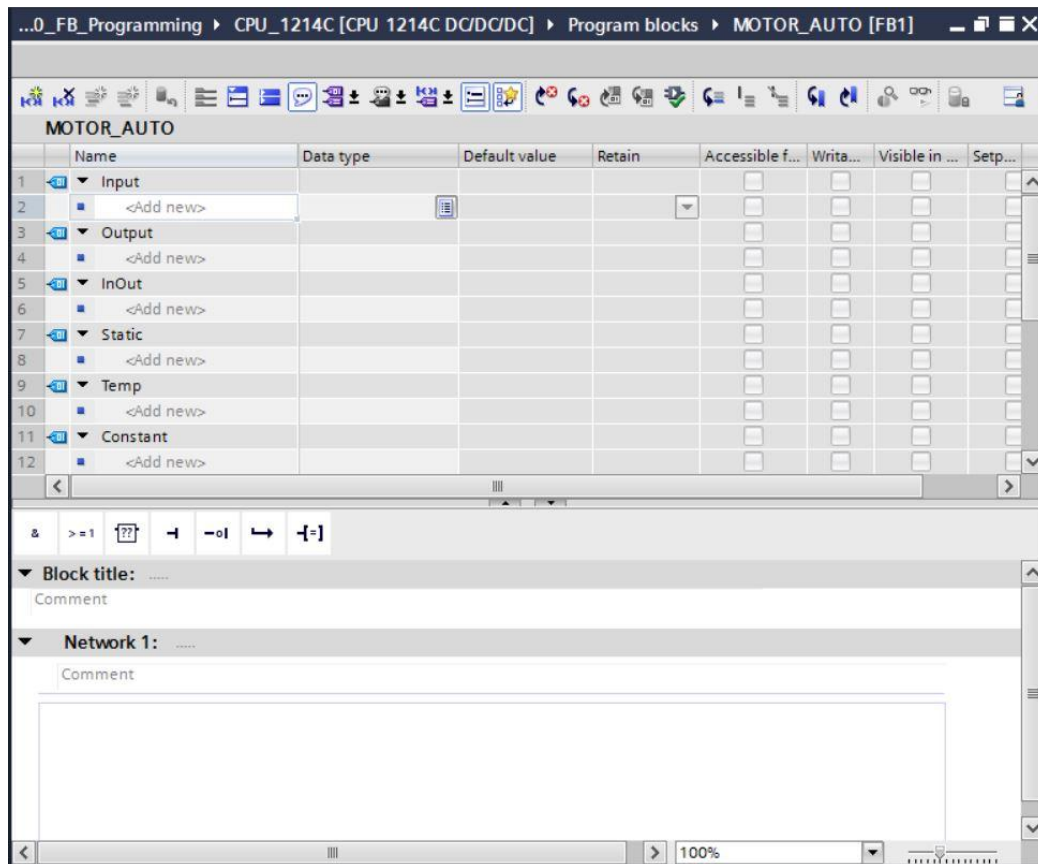 ...0_FB_Programming ▸ CPU_1214C [CPU 1214C DC/DC/DC] ▸ Program blocks ▸ MOTOR_AUTO [FB1]
MOTOR_AUTO
Name Data type Default value Retain Accessible f... Writa... Visible in ... Setp...
1 Input
2 <Add new>
3 Output
4 <Add new>
5 InOut
6 <Add new>
7 Static
8 <Add new>
9 Temp
10 <Add new>
11 Constant
12 <Add new>
& >=1 ?? -[=]
Block title: .....
Comment
Network 1: .....
Comment
100%